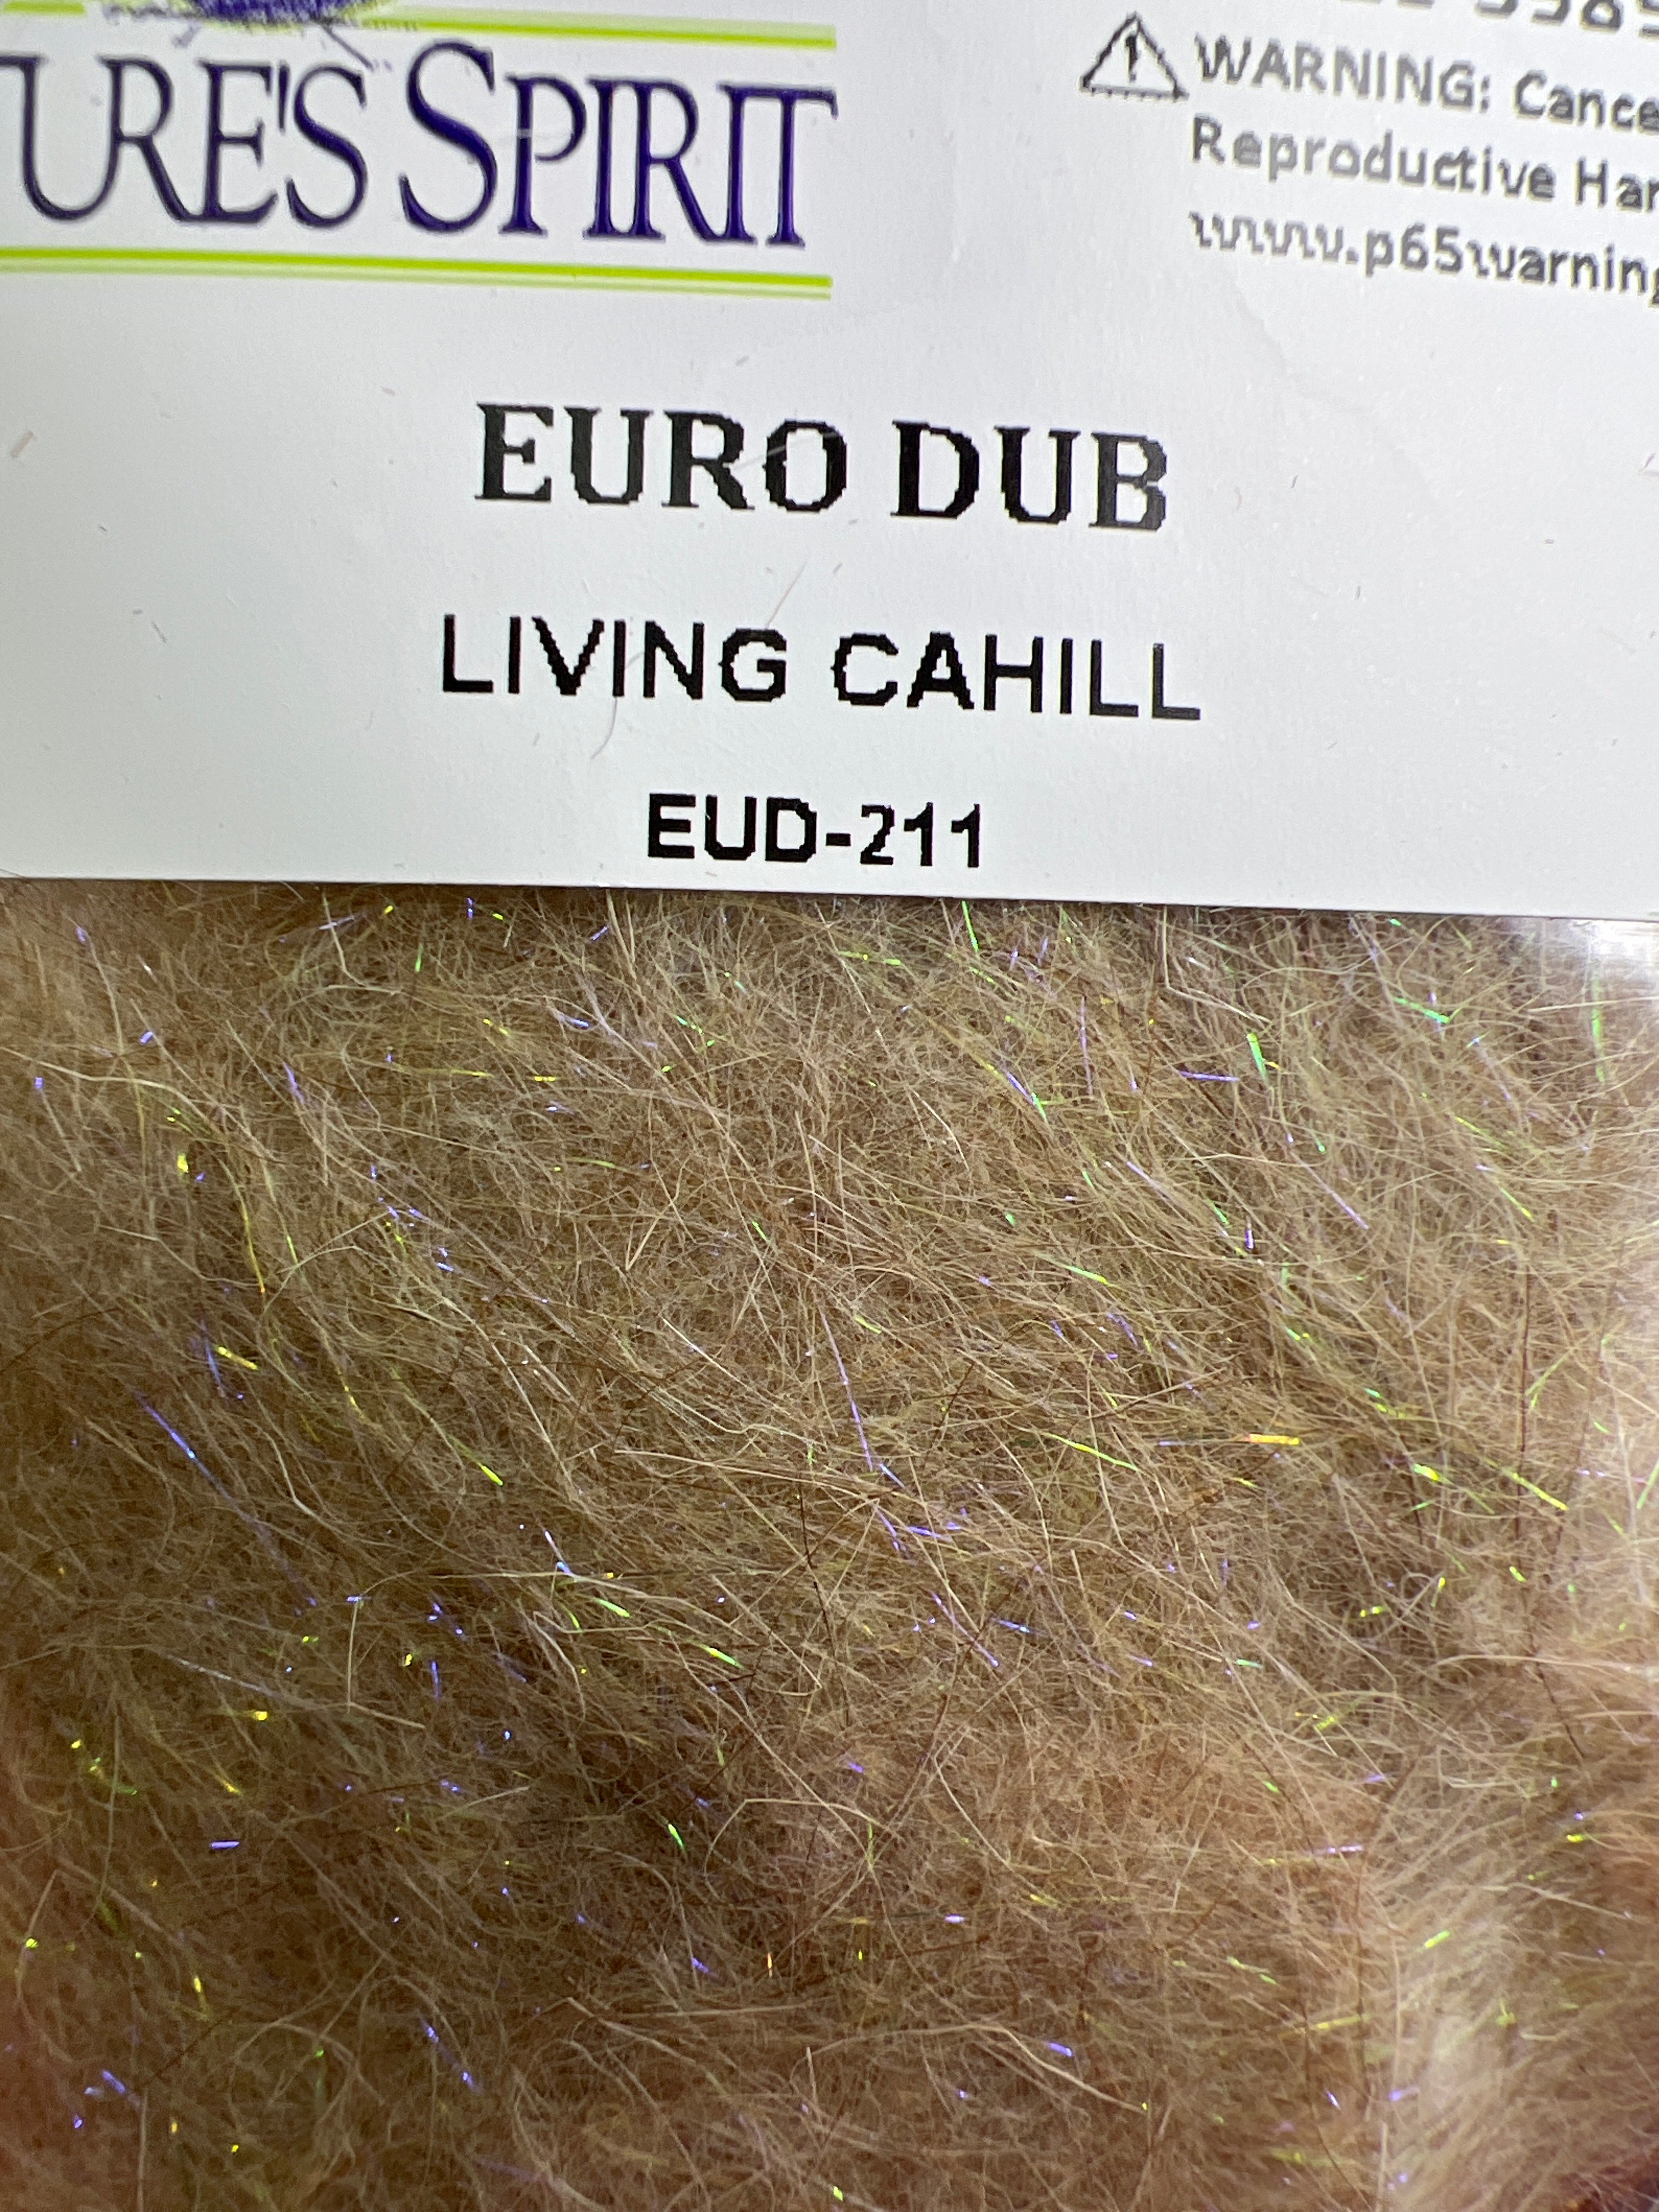 URE'S SPIRIT
WARNING: Cance
Reproductive Har
www.p65warning
EURO DUB
LIVING CAHILL
EUD-211